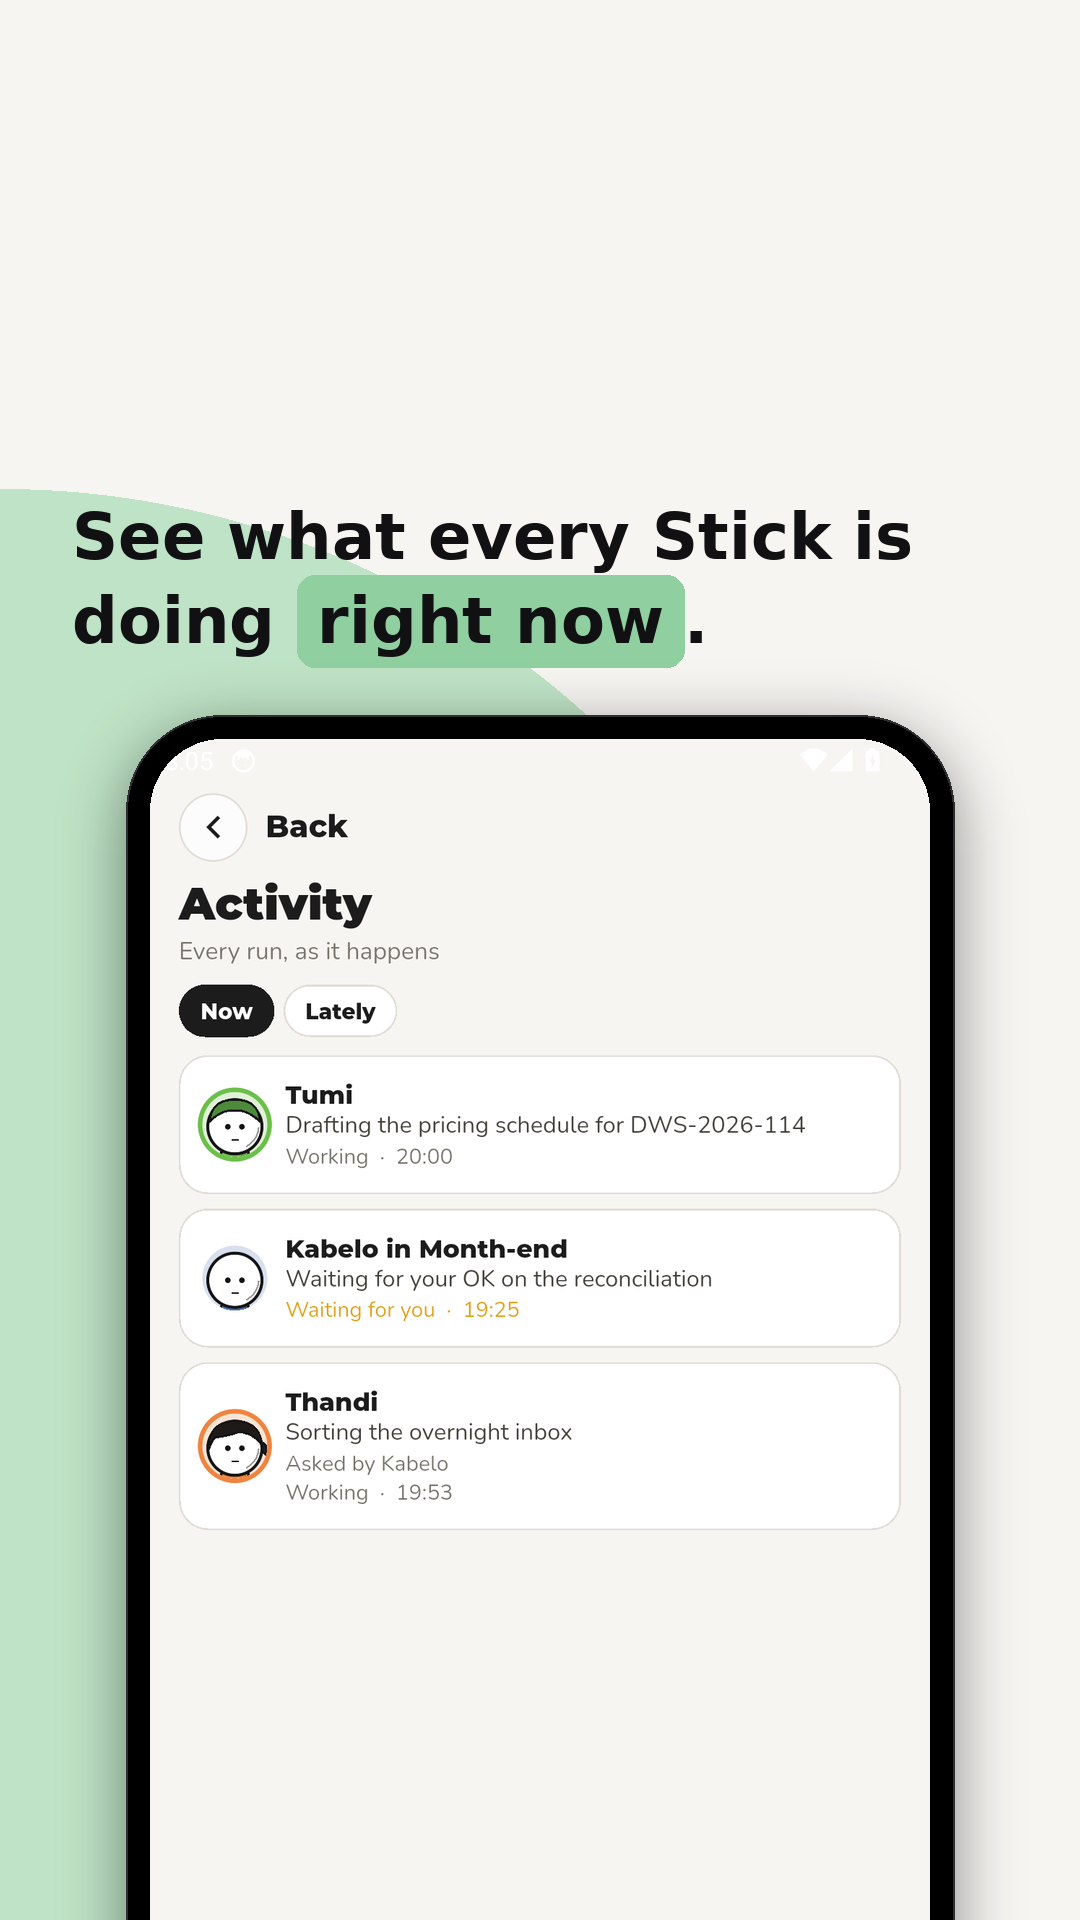 See what every Stick is
doing right now.
:05
Back
Activity
Every run, as it happens
Now
Lately
Tumi
Drafting the pricing schedule for DWS-2026-114
Working · 20:00
Kabelo in Month-end
Waiting for your OK on the reconciliation
Waiting for you · 19:25
Thandi
Sorting the overnight inbox
Asked by Kabelo
Working · 19:53